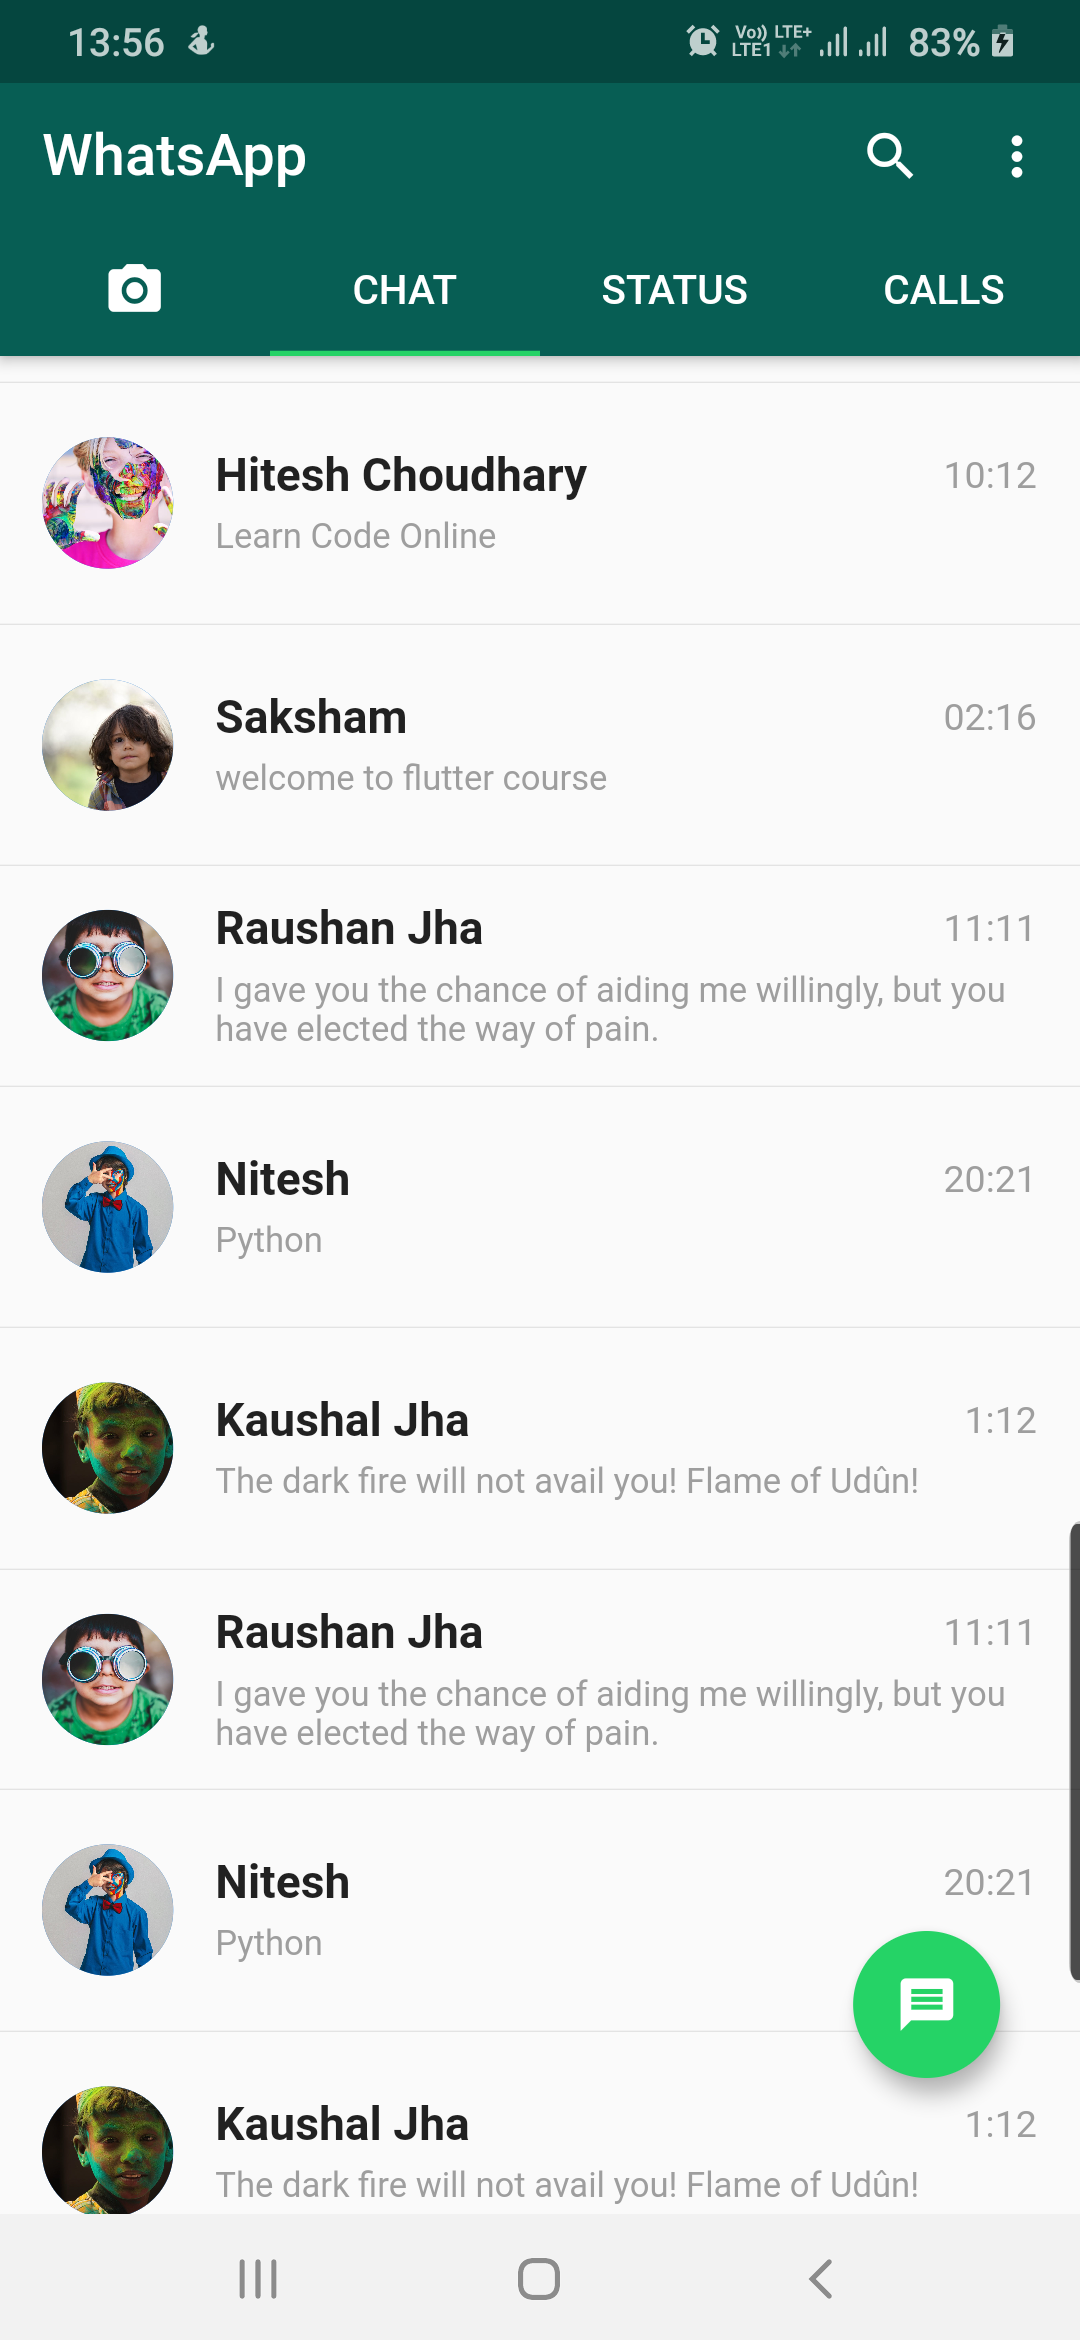 13:56
Vo)) LTE+
LTE1
83%
WhatsApp
CHAT STATUS CALLS
Hitesh Choudhary 10:12
Learn Code Online
Saksham 02:16
welcome to flutter course
Raushan Jha 11:11
I gave you the chance of aiding me willingly, but you
have elected the way of pain.
Nitesh 20:21
Python
Kaushal Jha 1:12
The dark fire will not avail you! Flame of Udûn!
Raushan Jha 11:11
I gave you the chance of aiding me willingly, but you
have elected the way of pain.
Nitesh 20:21
Python
Kaushal Jha 1:12
The dark fire will not avail you! Flame of Udûn!